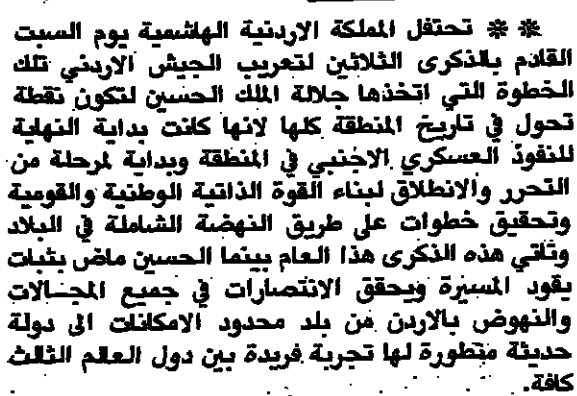 ※ ※ تحتفل المملكة الاردنية الهاشمية يوم السبت
القادم بالذكرى الثلاثين لتعريب الجيش الاردني تلك
الخطوة التي اتخذها جلالة الملك الحسين لتكون نقطة
تحول في تاريخ المنطقة كلها لانها كانت بداية النهاية
للنفوذ العسكري الاجنبي في المنطقة وبداية لمرحلة من
التحرر والانطلاق لبناء القوة الذاتية الوطنية والقومية
وتحقيق خطوات على طريق النهضة الشاملة في البلاد
وتاتي هذه الذكرى هذا العام بينما الحسين ماض بثبات
يقود المسيرة ويحقق الانتصارات في جميع المجالات
والنهوض بالاردن من بلد محدود الامكانات الى دولة
حديثة متطورة لها تجربة فريدة بين دول العالم الثالث
كافة.